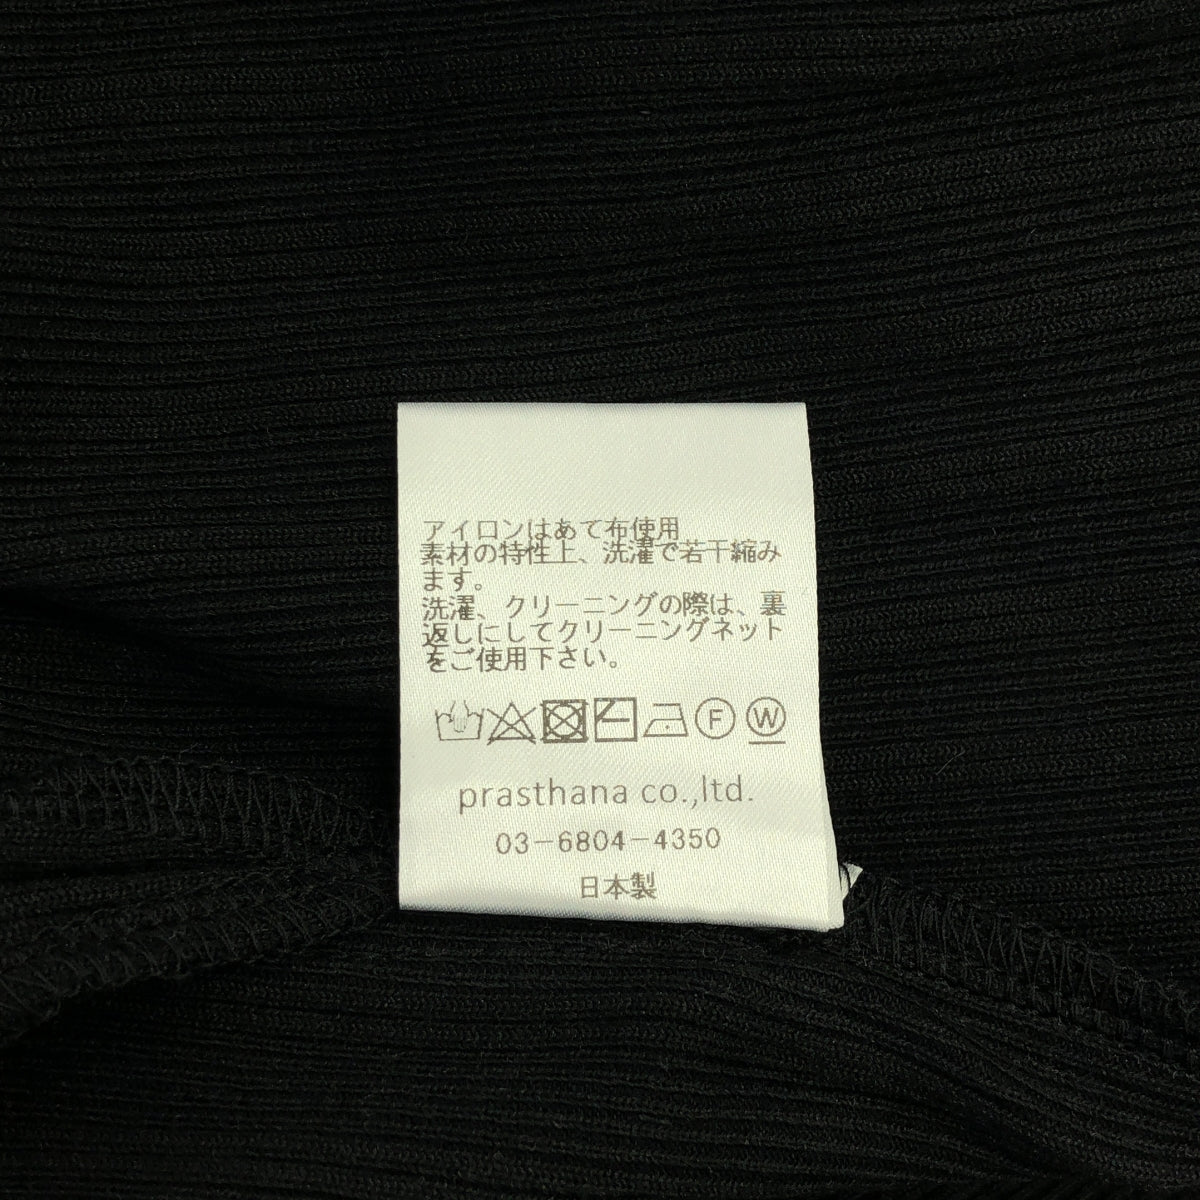 アイロンはあて布使用
素材の特性上、洗濯で若干縮み
ます。
洗濯、クリーニングの際は、裏
返しにしてクリーニングネット
をご使用下さい。
F W
prasthana co.,ltd.
03-6804-4350
日本製